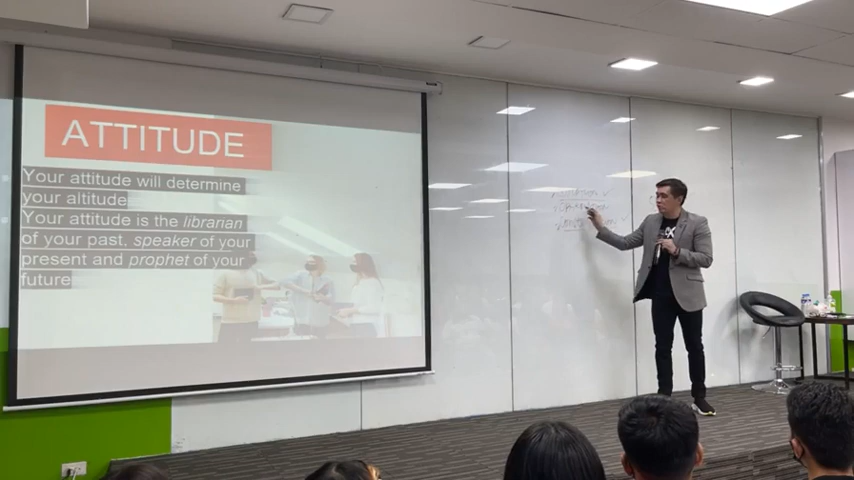 ATTITUDE
Your attitude will determine
your altitude
Your attitude is the librarian
of your past, speaker of your
present and prophet of your
future